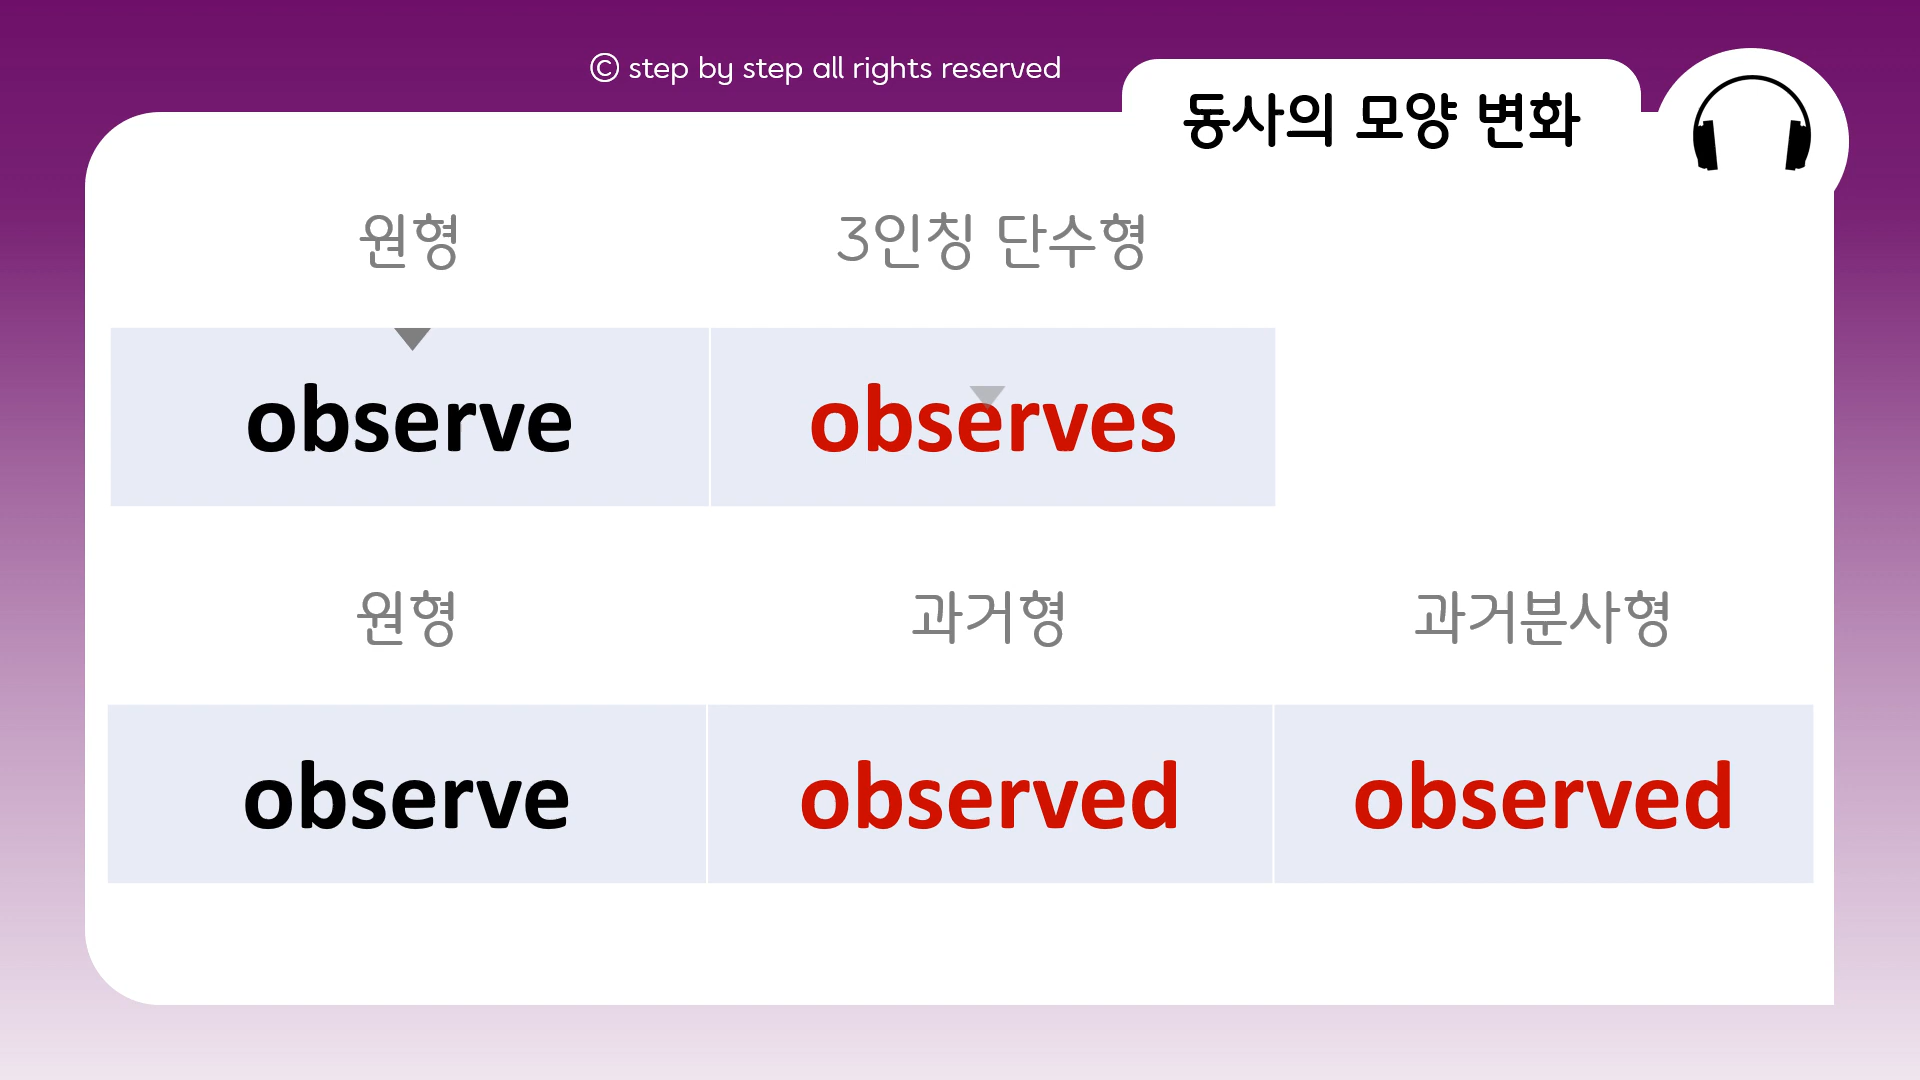 © step by step all rights reserved
동사의 모양 변화
원형 3인칭 단수형
observe observes
원형 과거형 과거분사형
observe observed observed